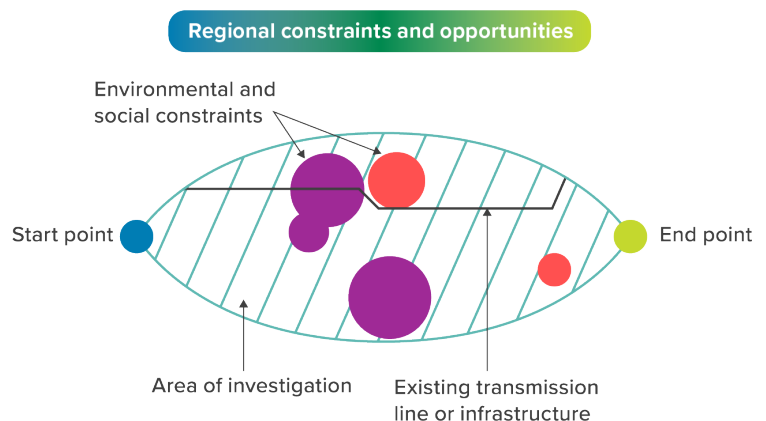 Regional constraints and opportunities
Environmental and
social constraints
Start point
End point
Area of investigation
Existing transmission
line or infrastructure